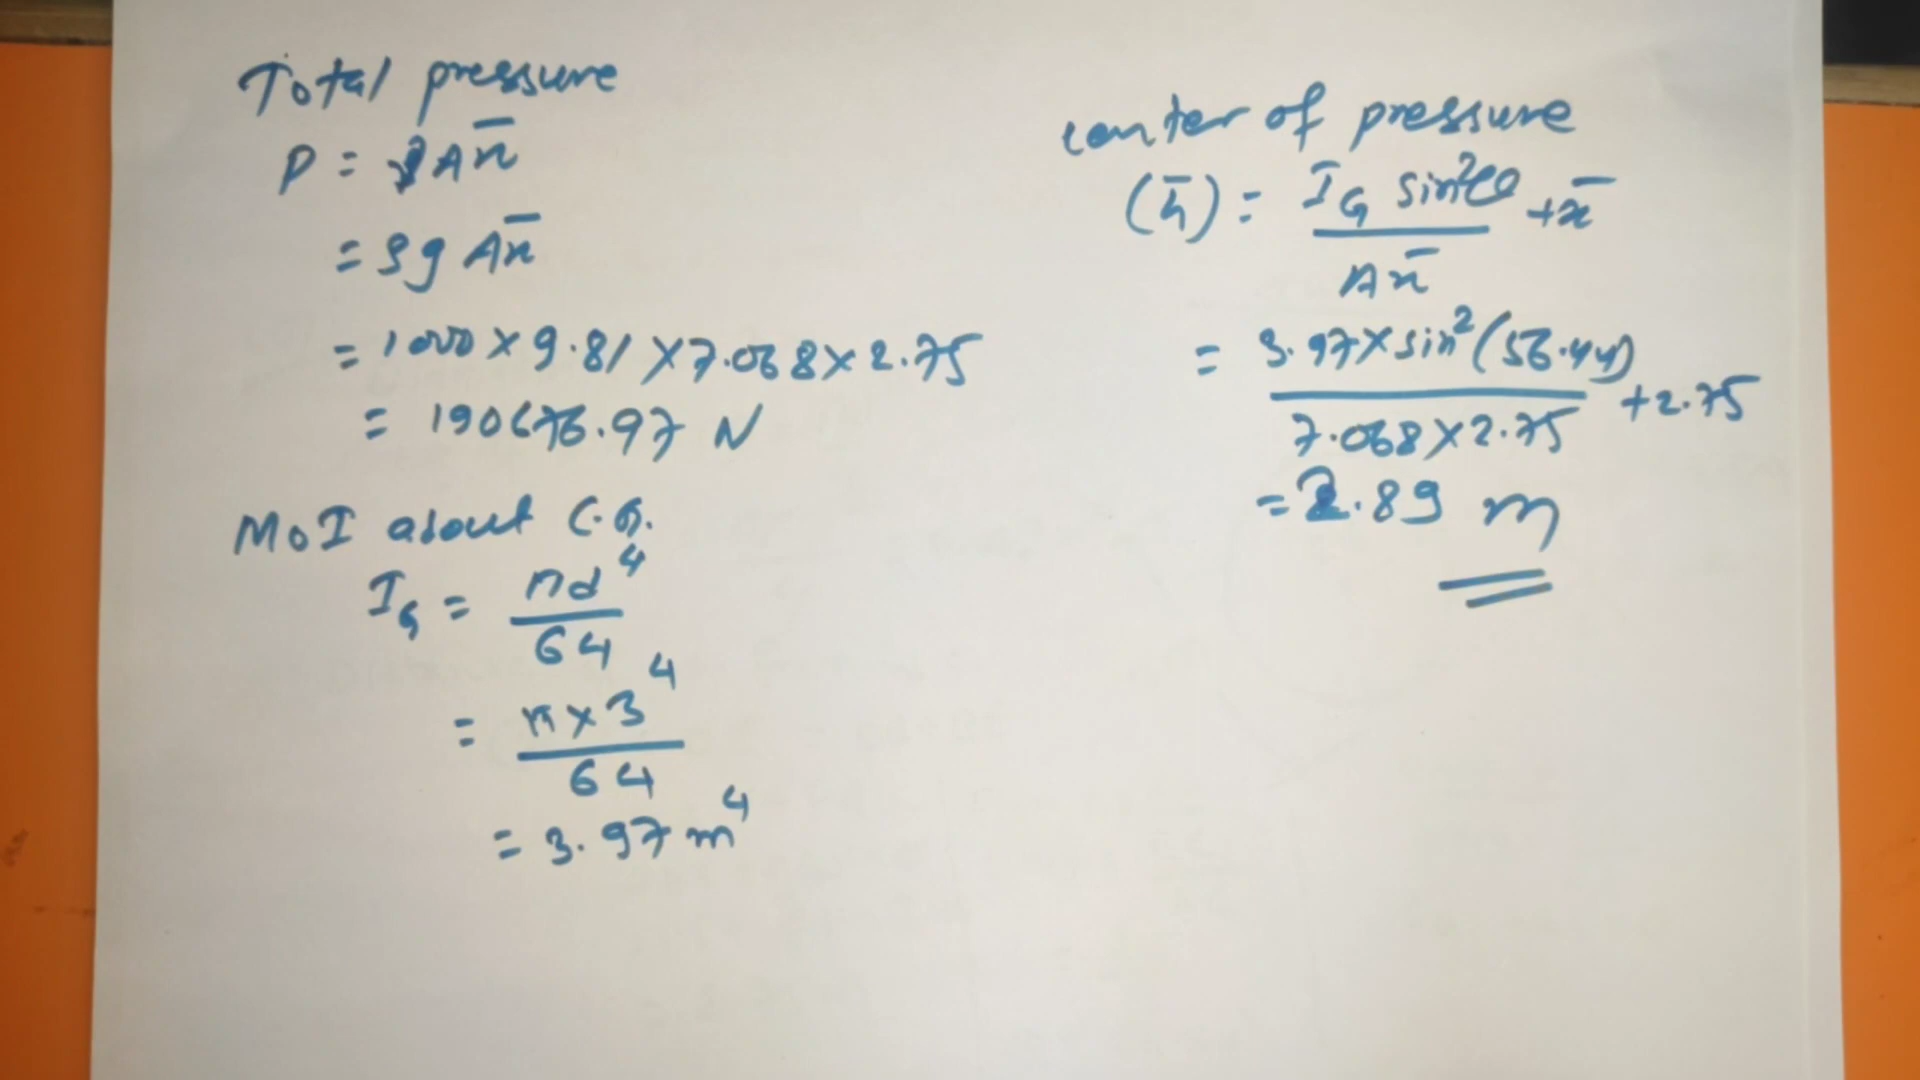 Total pressure
P = γAx̄
= ρg Ax̄
= 1000 × 9.81 × 7.068 × 2.75
= 190676.97 N
MoI about C.G.
I_G = πd⁴/64
= π×3⁴/64
= 3.97 m⁴
center of pressure
(h̄) = I_G sin²θ/Ax̄ + x̄
= 3.97×sin²(56.44)/7.068×2.75 + 2.75
= 2.89 m